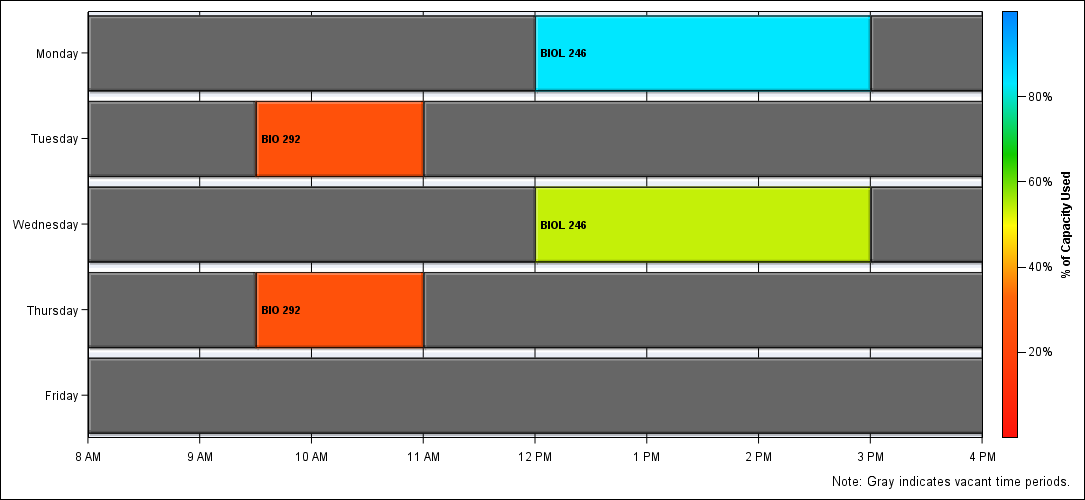 Monday
BIOL 246
Tuesday
BIO 292
Wednesday
BIOL 246
Thursday
BIO 292
Friday
8 AM 9 AM 10 AM 11 AM 12 PM 1 PM 2 PM 3 PM 4 PM
80%
60%
40%
20%
% of Capacity Used
Note: Gray indicates vacant time periods.